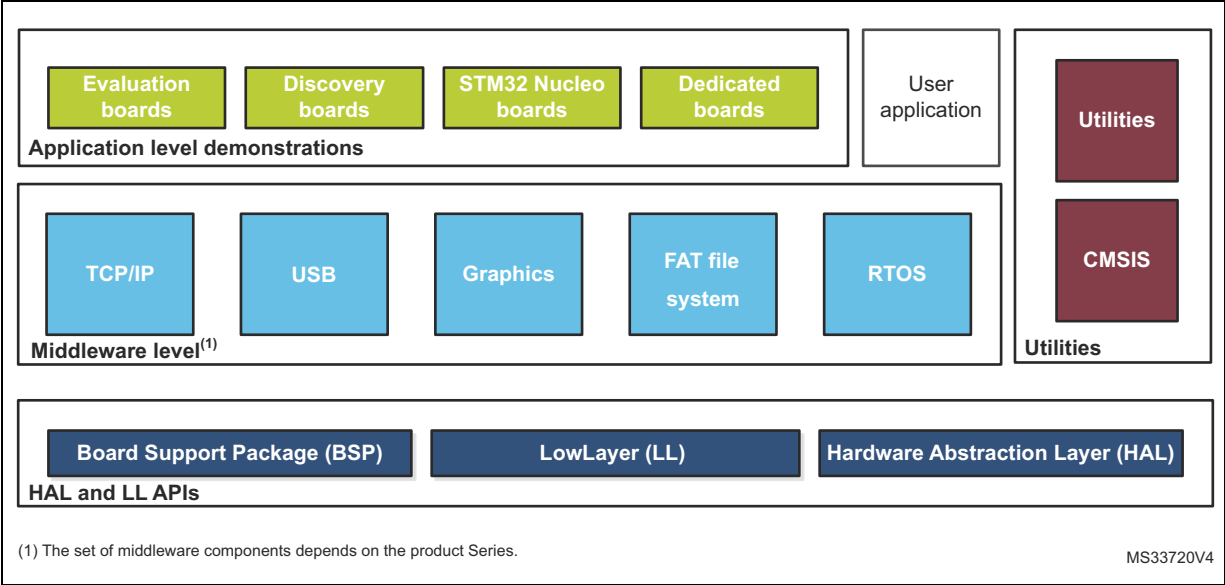 Evaluation
boards
Discovery
boards
STM32 Nucleo
boards
Dedicated
boards
Application level demonstrations
User
application
Utilities
CMSIS
Utilities
TCP/IP
USB
Graphics
FAT file
system
RTOS
Middleware level(1)
Board Support Package (BSP)
LowLayer (LL)
Hardware Abstraction Layer (HAL)
HAL and LL APIs
(1) The set of middleware components depends on the product Series.
MS33720V4